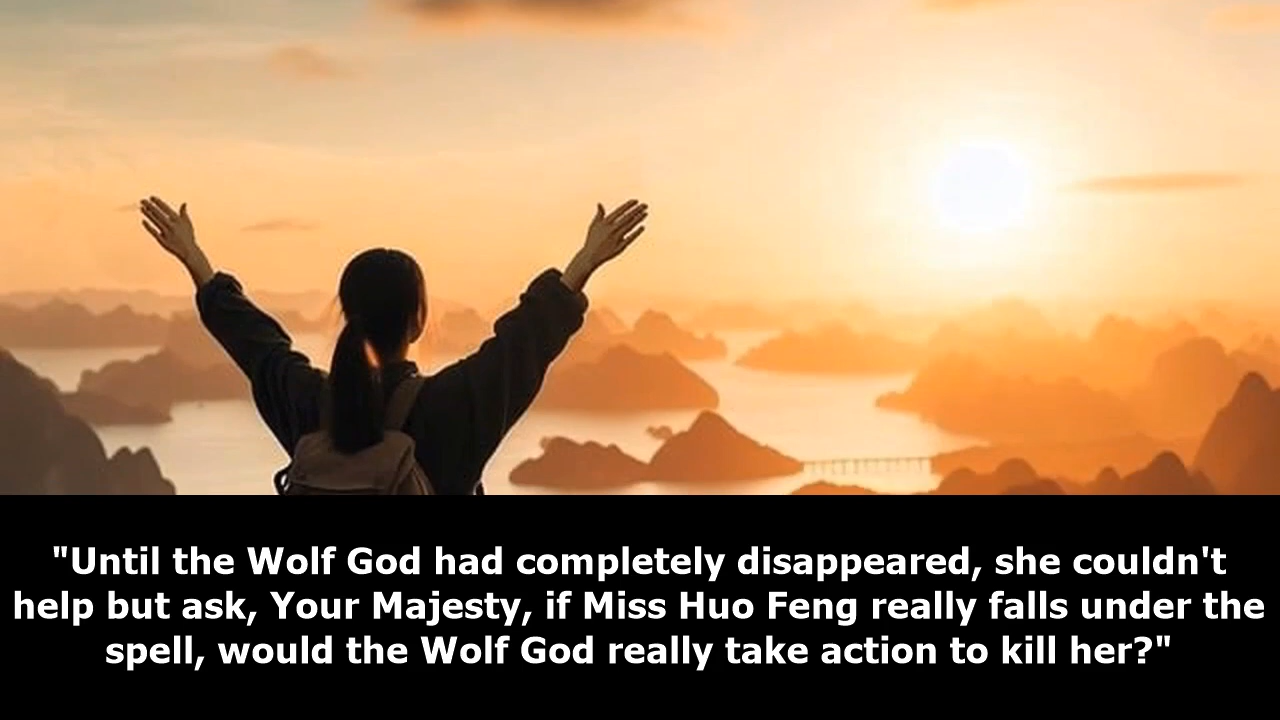 "Until the Wolf God had completely disappeared, she couldn't
help but ask, Your Majesty, if Miss Huo Feng really falls under the
spell, would the Wolf God really take action to kill her?"